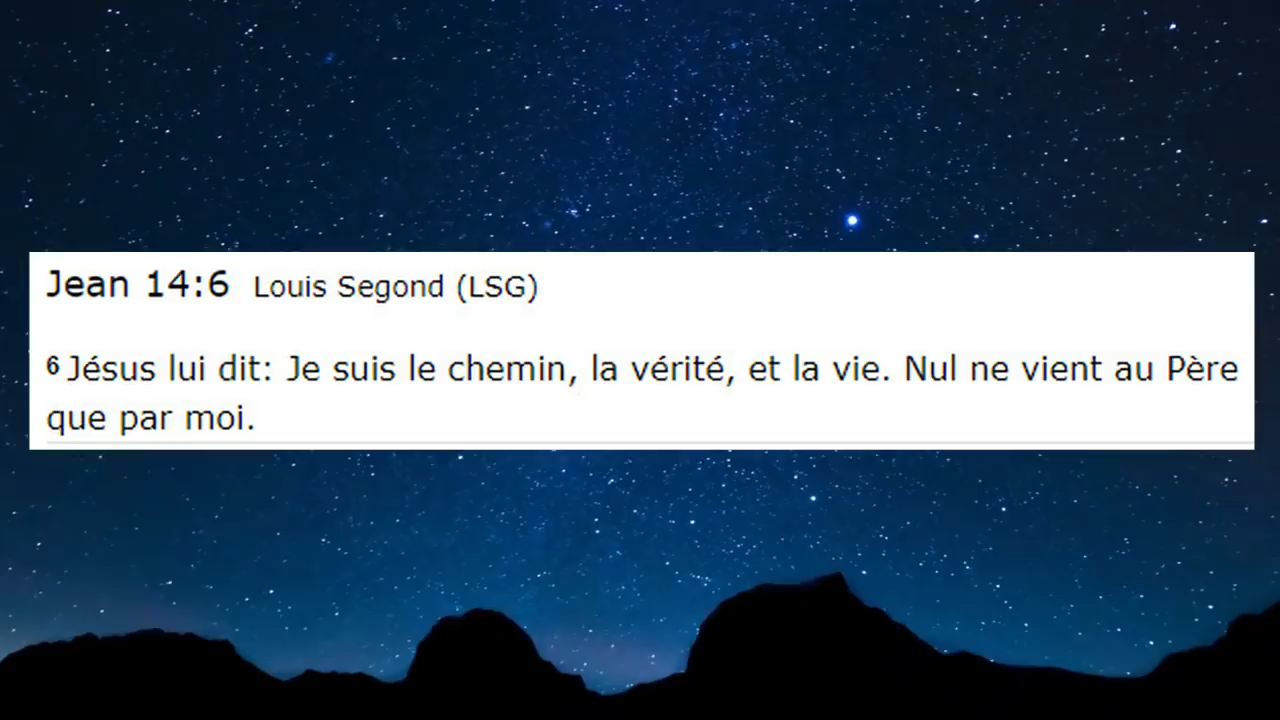 Jean 14:6 Louis Segond (LSG)
6 Jésus lui dit: Je suis le chemin, la vérité, et la vie. Nul ne vient au Père
que par moi.